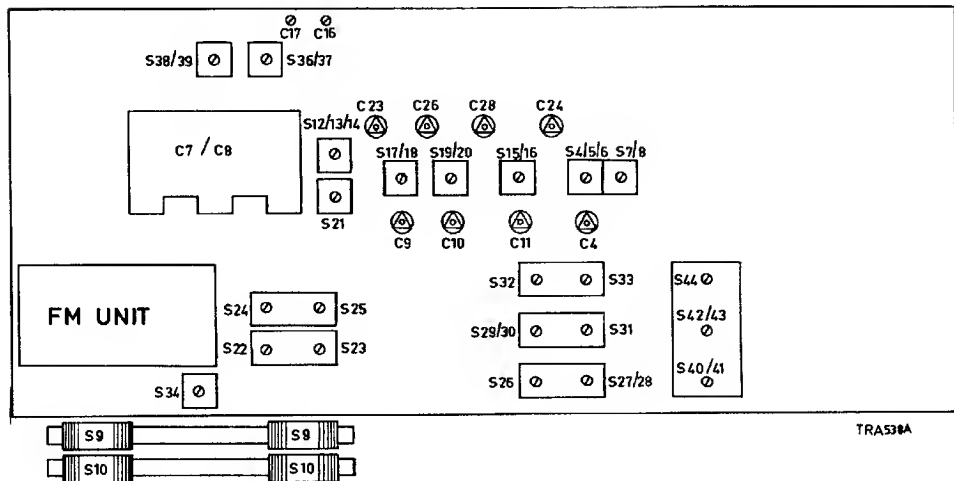 C17 C16
S38/39 S36/37
C23 C26 C28 C24
S12/13/14
C7 / C8 S17/18 S19/20 S15/16 S4/5/6 S7/8
S21
C9 C10 C11 C4
S32 S33 S44
FM UNIT S24 S25
S42/43
S29/30 S31
S22 S23
S40/41
S34 S26 S27/28
S9 S9
TRA538A
S10 S10